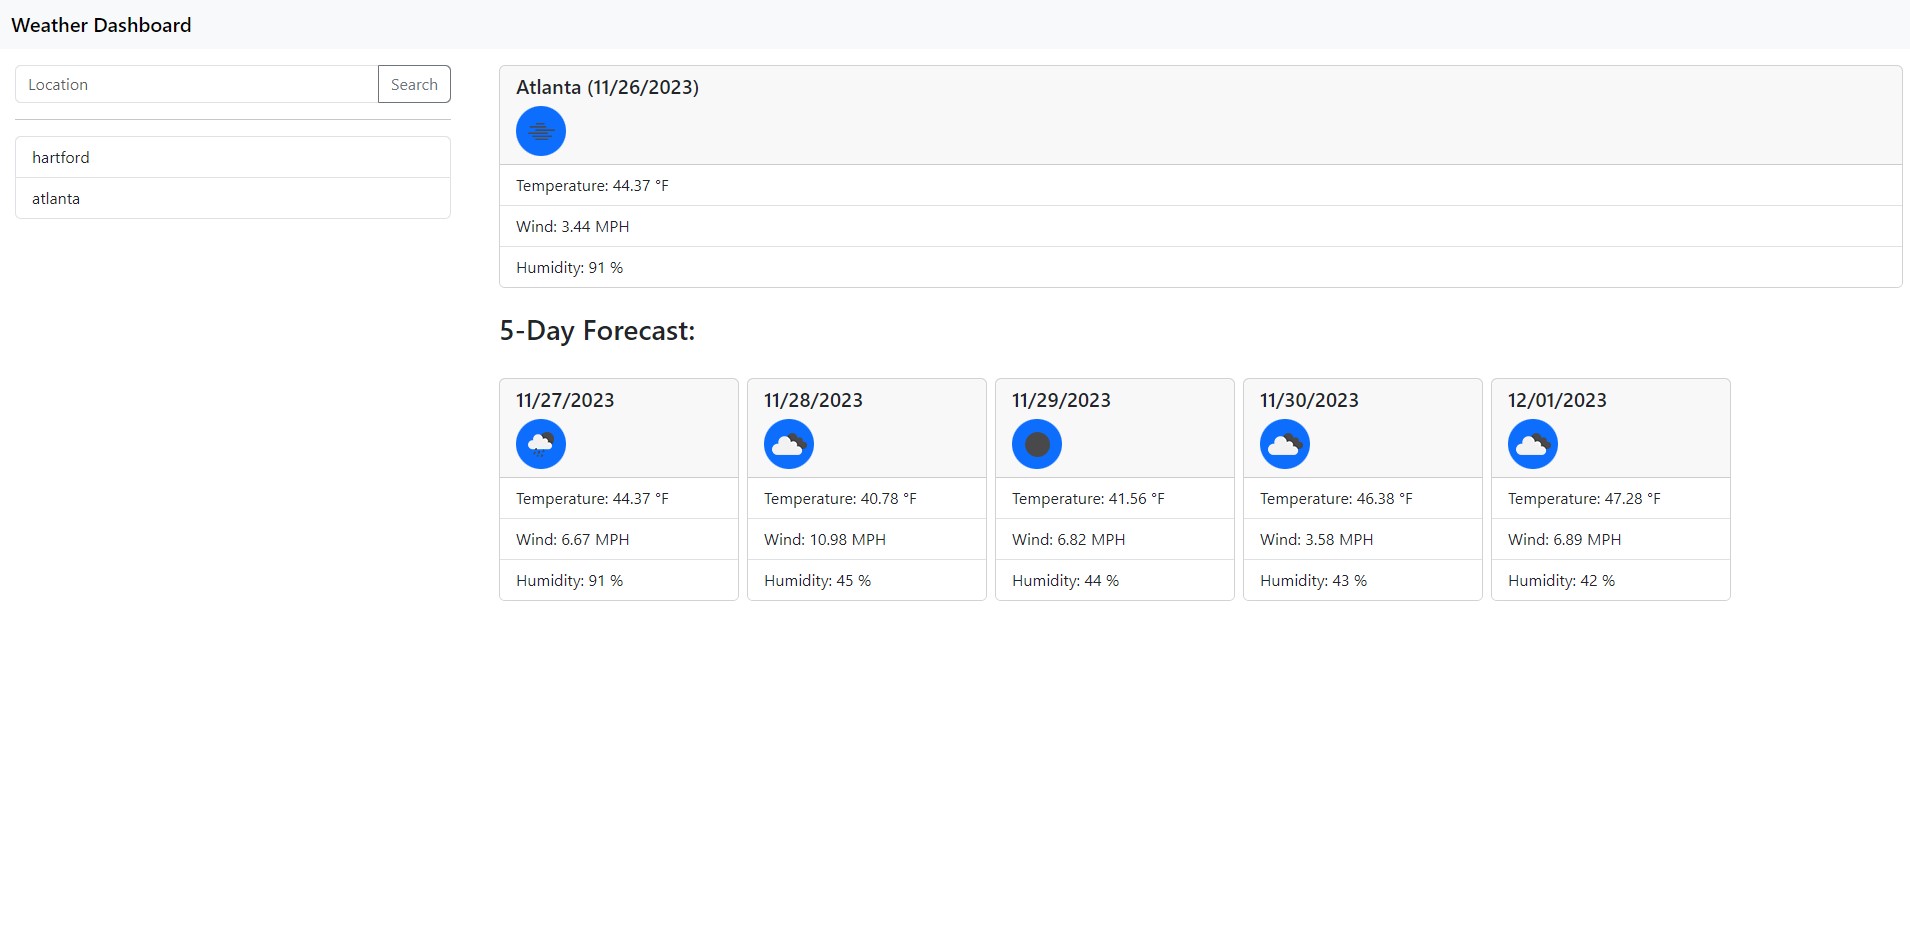 Weather Dashboard
Location
Search
hartford
atlanta
Atlanta (11/26/2023)
Temperature: 44.37 °F
Wind: 3.44 MPH
Humidity: 91 %
5-Day Forecast:
11/27/2023
Temperature: 44.37 °F
Wind: 6.67 MPH
Humidity: 91 %
11/28/2023
Temperature: 40.78 °F
Wind: 10.98 MPH
Humidity: 45 %
11/29/2023
Temperature: 41.56 °F
Wind: 6.82 MPH
Humidity: 44 %
11/30/2023
Temperature: 46.38 °F
Wind: 3.58 MPH
Humidity: 43 %
12/01/2023
Temperature: 47.28 °F
Wind: 6.89 MPH
Humidity: 42 %